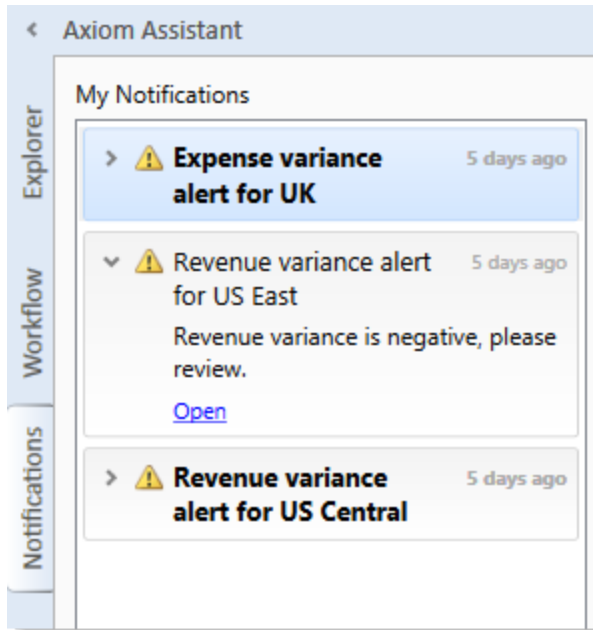 Axiom Assistant
My Notifications
Explorer
Workflow
Notifications
Expense variance 5 days ago
alert for UK
Revenue variance alert 5 days ago
for US East
Revenue variance is negative, please
review.
Open
Revenue variance 5 days ago
alert for US Central